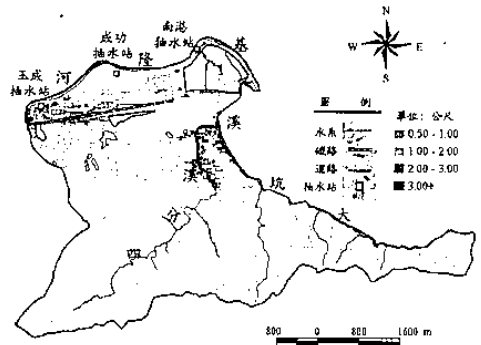 N
W E
S
南港
抽水站
成功
抽水站
玉成
抽水站
基
隆
河
圖 例
水系
鐵路
道路
抽水站
單位：公尺
0.50 - 1.00
1.00 - 2.00
2.00 - 3.00
3.00+
大
坑
溪
四
分
溪
800 0 800 1600 m